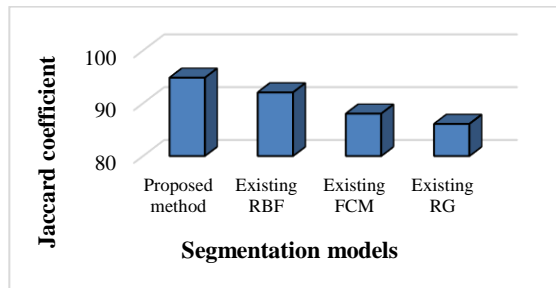 Jaccard coefficient
100
90
80
Proposed method
Existing RBF
Existing FCM
Existing RG
Segmentation models